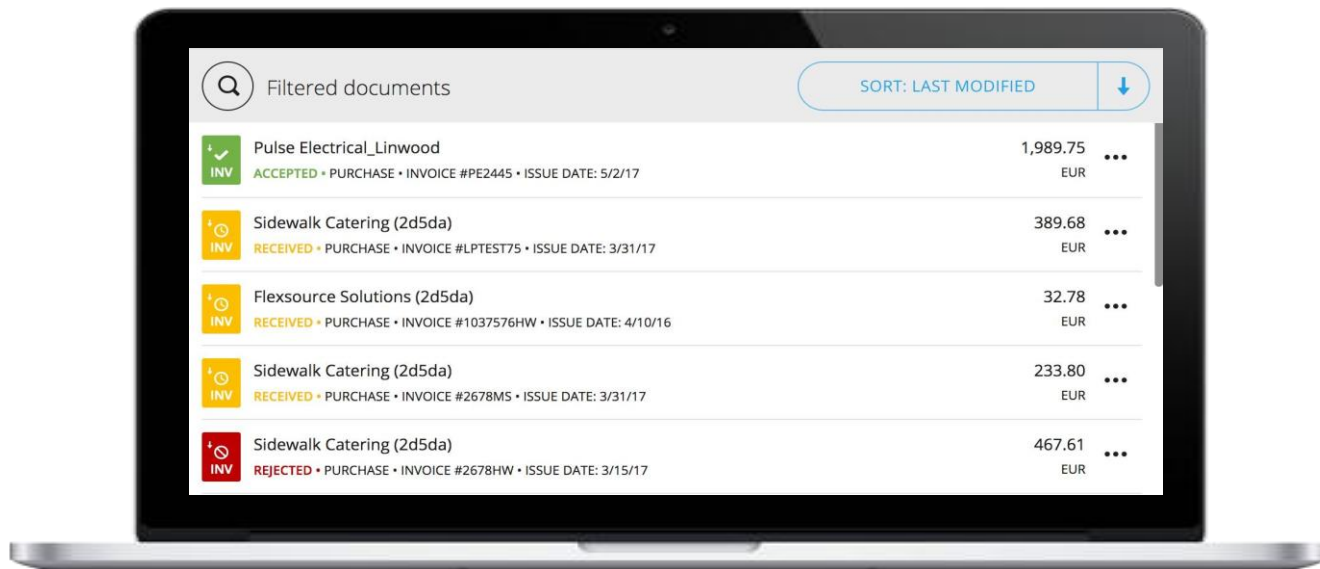 Filtered documents
SORT: LAST MODIFIED
Pulse Electrical_Linwood
1,989.75
INV
ACCEPTED • PURCHASE • INVOICE #PE2445 • ISSUE DATE: 5/2/17
EUR
Sidewalk Catering (2d5da)
389.68
INV
RECEIVED • PURCHASE • INVOICE #LPTEST75 • ISSUE DATE: 3/31/17
EUR
Flexsource Solutions (2d5da)
32.78
INV
RECEIVED • PURCHASE • INVOICE #1037576HW • ISSUE DATE: 4/10/16
EUR
Sidewalk Catering (2d5da)
233.80
INV
RECEIVED • PURCHASE • INVOICE #2678MS • ISSUE DATE: 3/31/17
EUR
Sidewalk Catering (2d5da)
467.61
INV
REJECTED • PURCHASE • INVOICE #2678HW • ISSUE DATE: 3/15/17
EUR